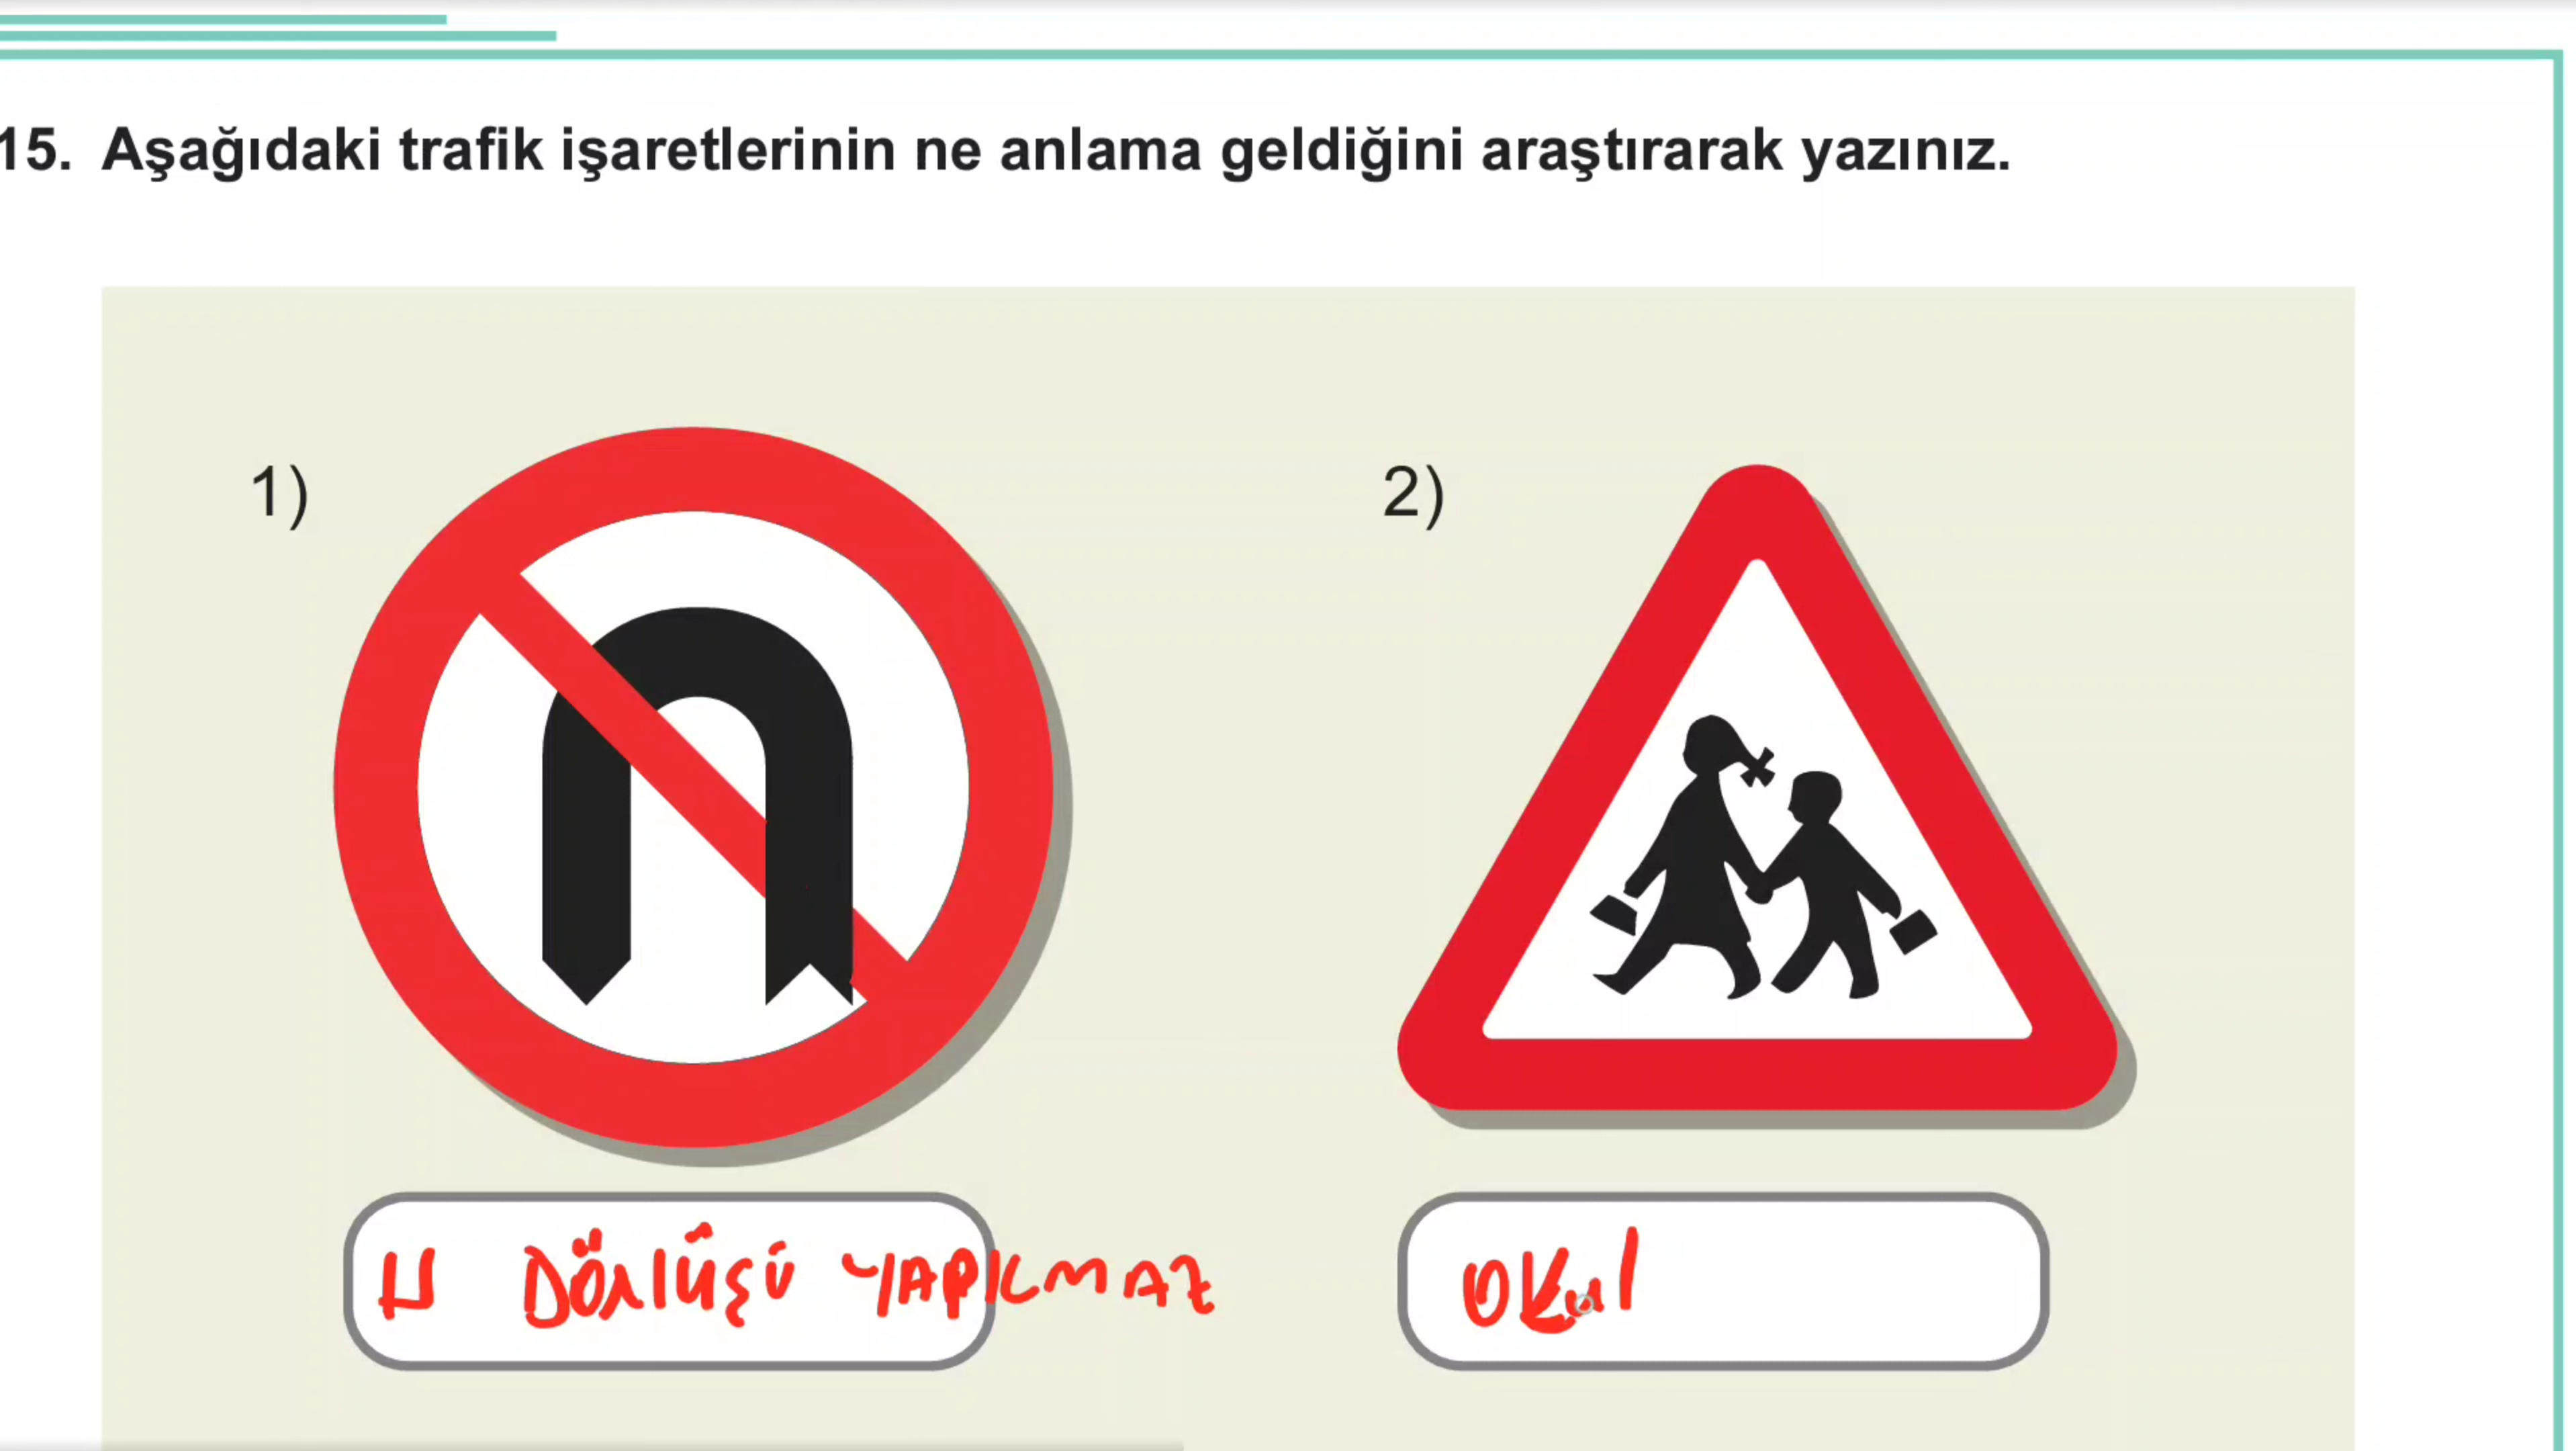 15. Aşağıdaki trafik işaretlerinin ne anlama geldiğini araştırarak yazınız.
1)
2)
U DÖNÜŞÜ YAPILMAZ
OKul